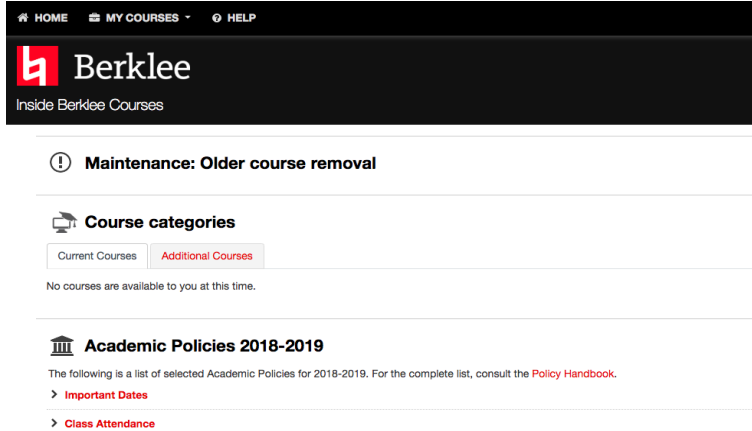 HOME MY COURSES HELP
Berklee
Inside Berklee Courses
Maintenance: Older course removal
Course categories
Current Courses Additional Courses
No courses are available to you at this time.
Academic Policies 2018-2019
The following is a list of selected Academic Policies for 2018-2019. For the complete list, consult the Policy Handbook.
Important Dates
Class Attendance